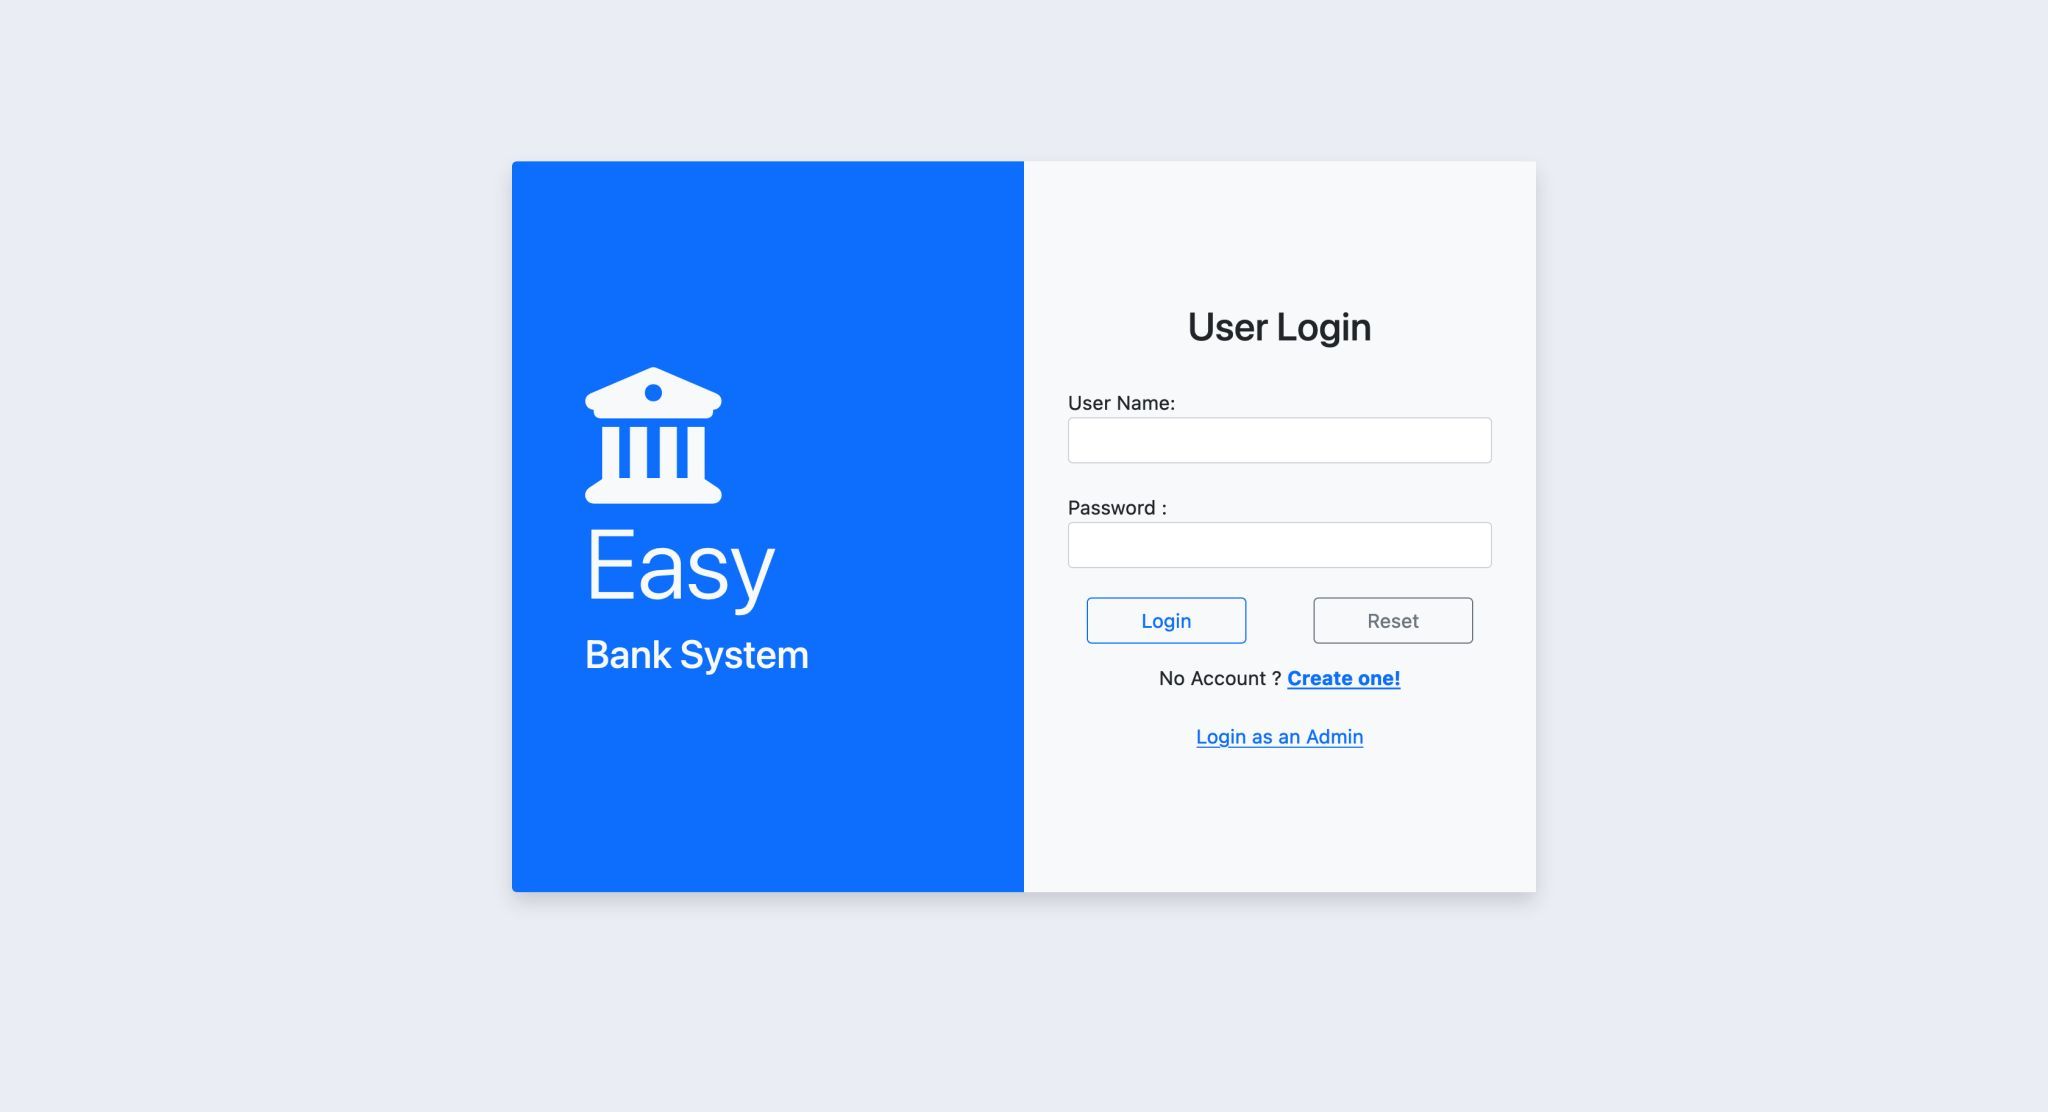 Easy
Bank System
User Login
User Name:
Password :
Login
Reset
No Account ? Create one!
Login as an Admin